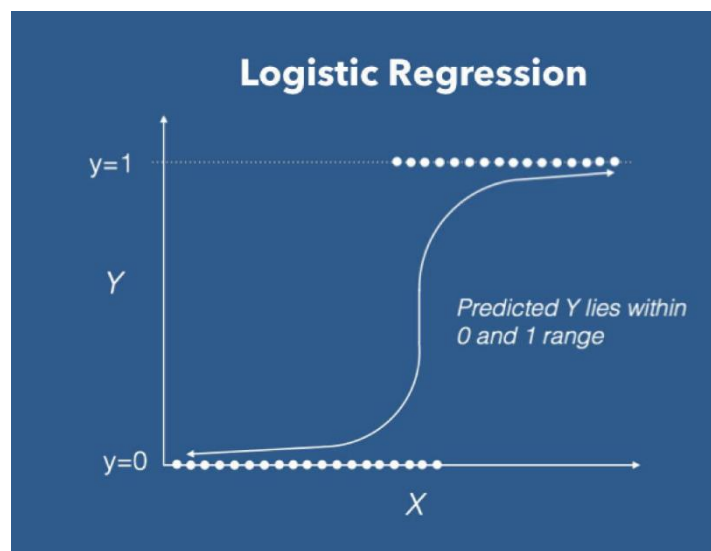 Logistic Regression
y=1
Y
Predicted Y lies within
0 and 1 range
y=0
X